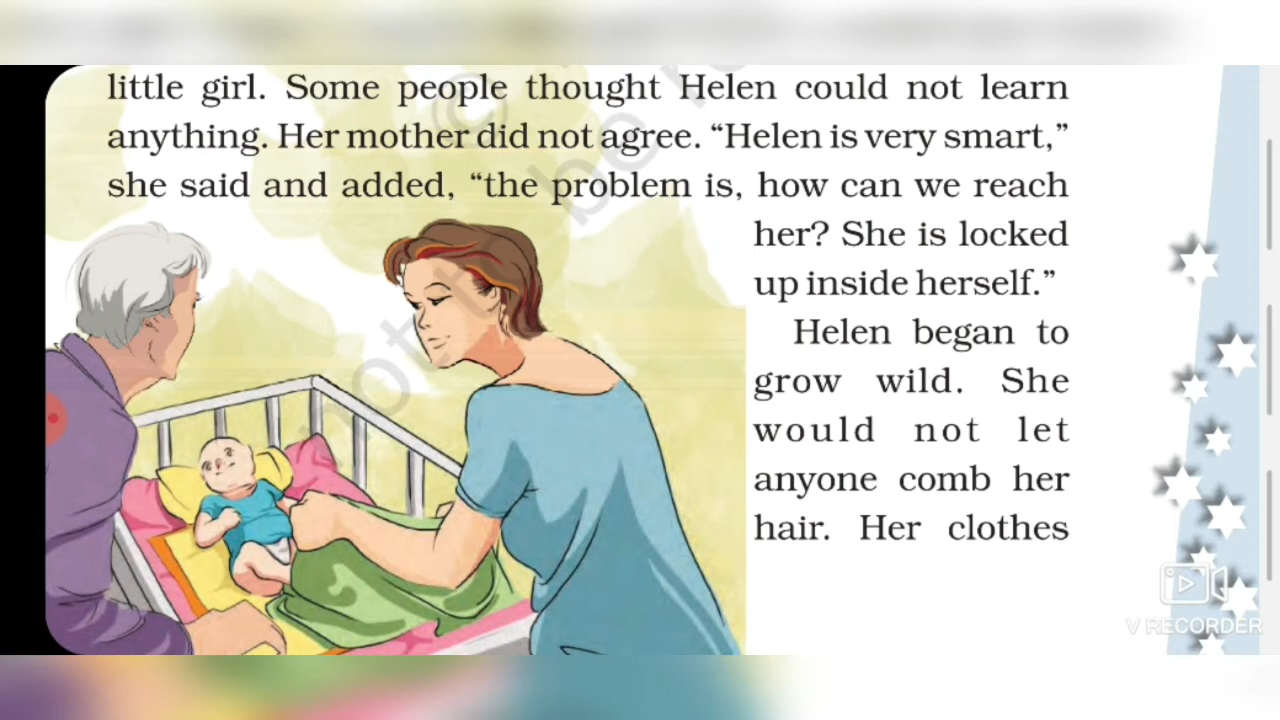 little girl. Some people thought Helen could not learn
anything. Her mother did not agree. “Helen is very smart,”
she said and added, “the problem is, how can we reach
her? She is locked
up inside herself.”
Helen began to
grow wild. She
would not let
anyone comb her
hair. Her clothes
V RECORDER